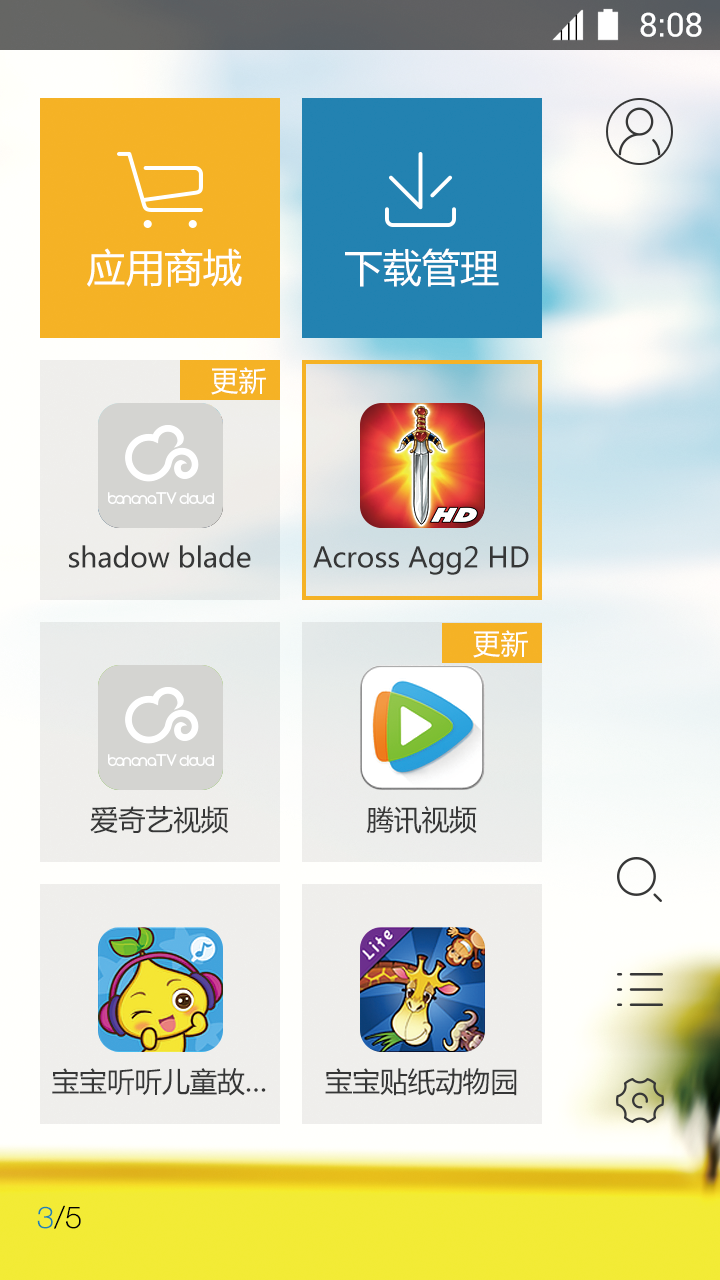 8:08
应用商城
下载管理
更新
bananaTV cloud
shadow blade
HD
Across Agg2 HD
bananaTV cloud
爱奇艺视频
更新
腾讯视频
宝宝听听儿童故...
Lite
宝宝贴纸动物园
3/5